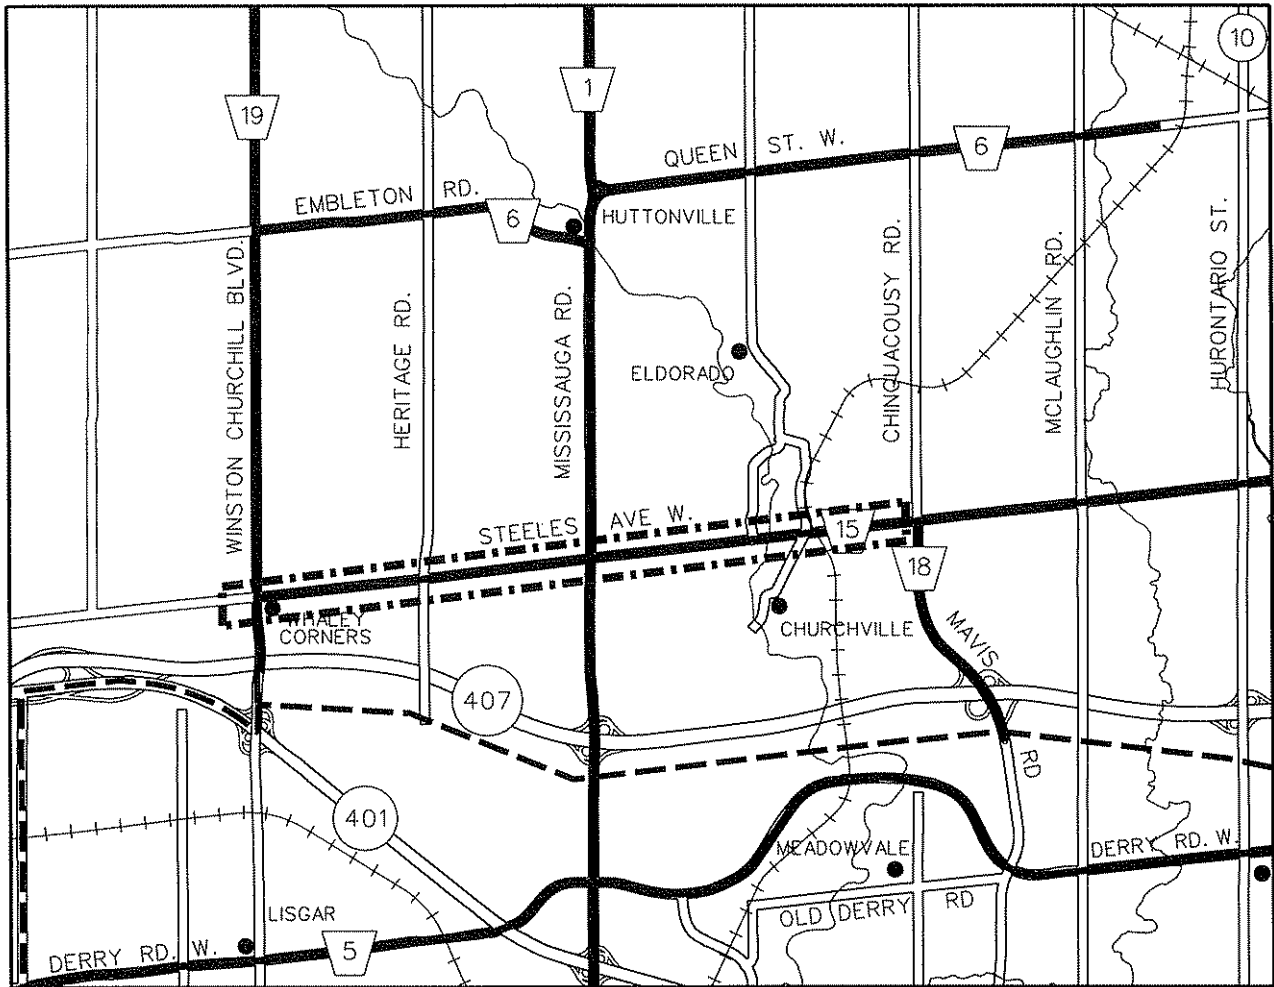 10
19
1
QUEEN ST. W.
6
EMBLETON RD.
6
HUTTONVILLE
WINSTON CHURCHILL BLVD.
HERITAGE RD.
MISSISSAUGA RD.
ELDORADO
CHINQUACOUSY RD.
MCLAUGHLIN RD.
HURONTARIO ST.
STEELES AVE W.
15
18
WHALEY
CORNERS
CHURCHVILLE
MAVIS
RD
407
401
MEADOWVALE
DERRY RD. W.
OLD DERRY RD
LISGAR
DERRY RD. W.
5